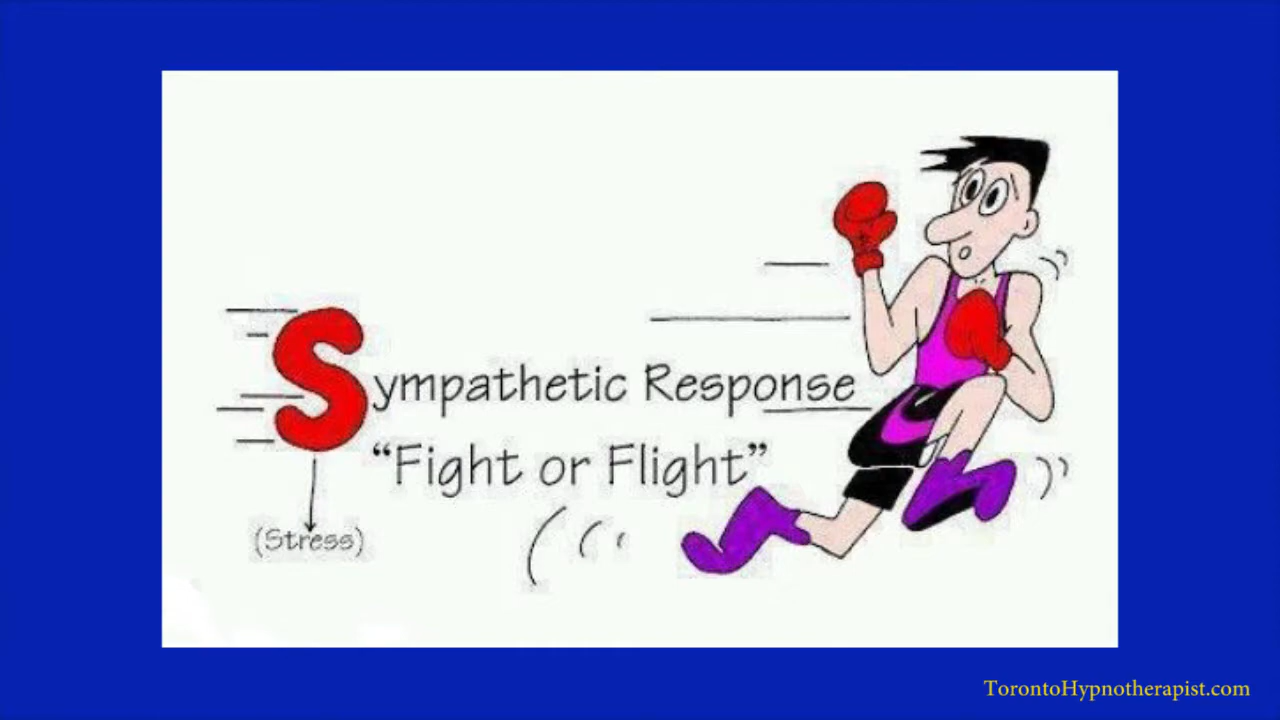 Sympathetic Response
“Fight or Flight”
(Stress)
TorontoHypnotherapist.com